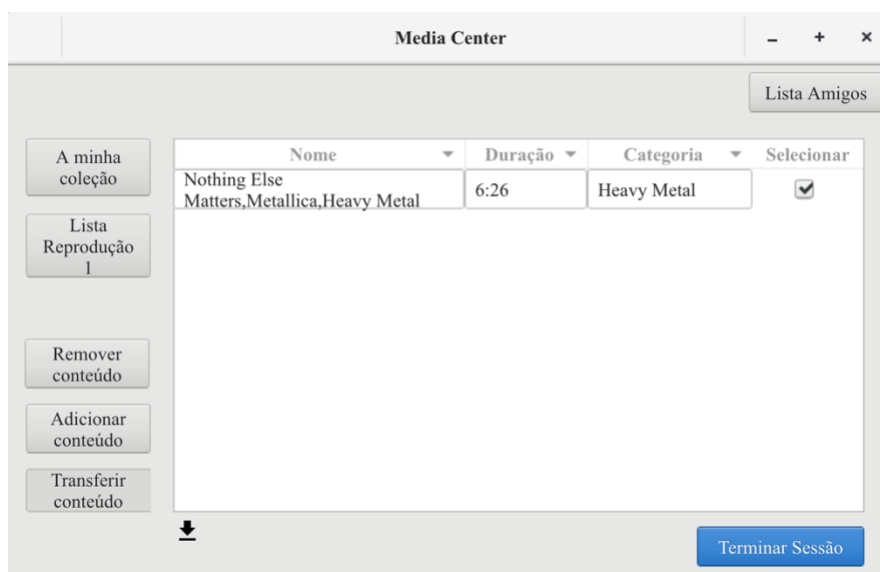 Media Center
Lista Amigos
A minha
coleção
Lista
Reprodução
1
Remover
conteúdo
Adicionar
conteúdo
Transferir
conteúdo
Nome
Duração
Categoria
Selecionar
Nothing Else
Matters,Metallica,Heavy Metal
6:26
Heavy Metal
Terminar Sessão